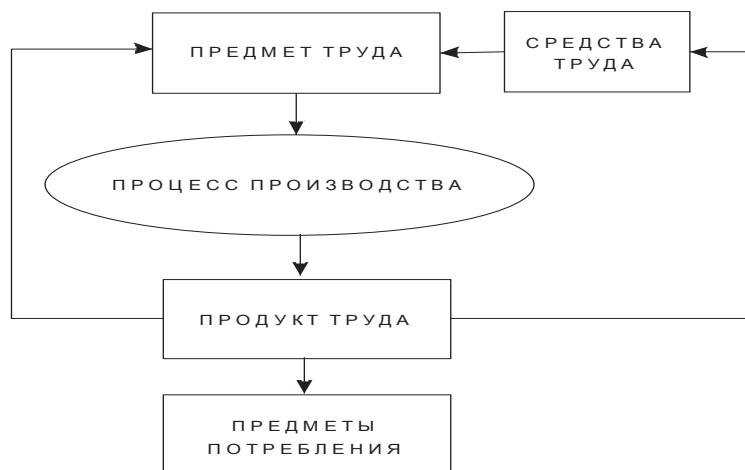 ПРЕДМЕТ ТРУДА
СРЕДСТВА
ТРУДА
ПРОЦЕСС ПРОИЗВОДСТВА
ПРОДУКТ ТРУДА
ПРЕДМЕТЫ
ПОТРЕБЛЕНИЯ